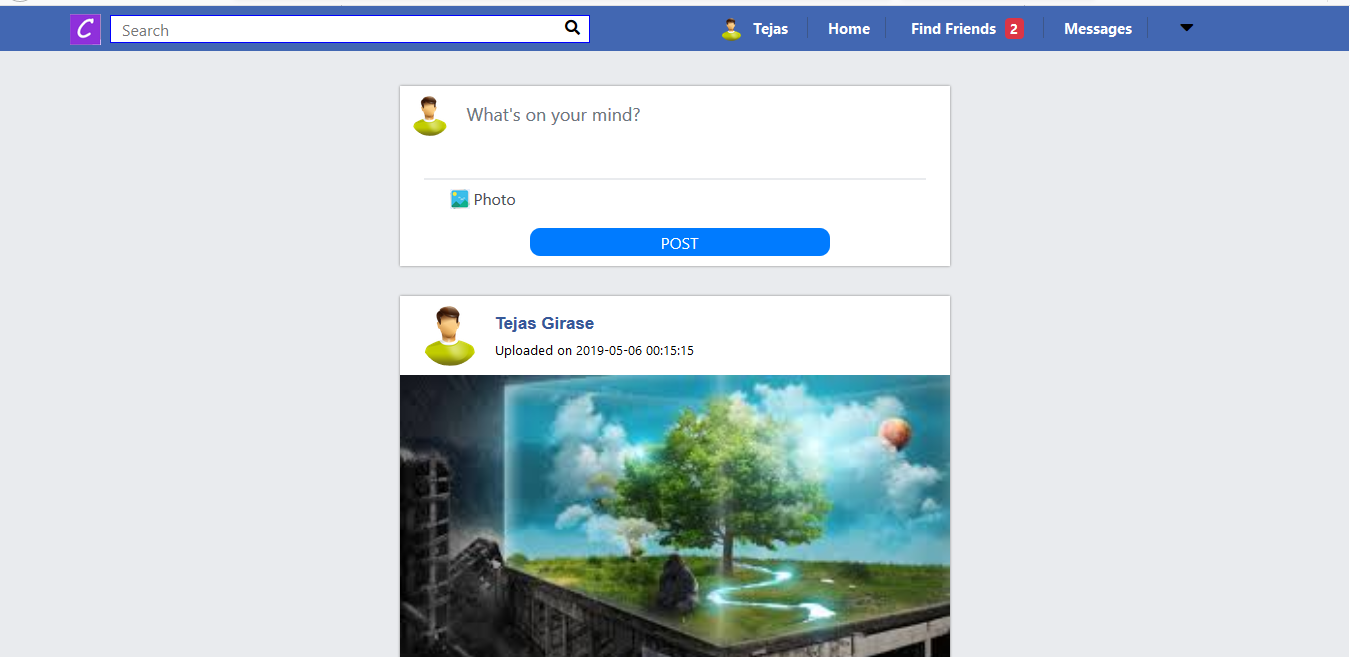 C Search Tejas Home Find Friends 2 Messages
What's on your mind?
Photo
POST
Tejas Girase
Uploaded on 2019-05-06 00:15:15